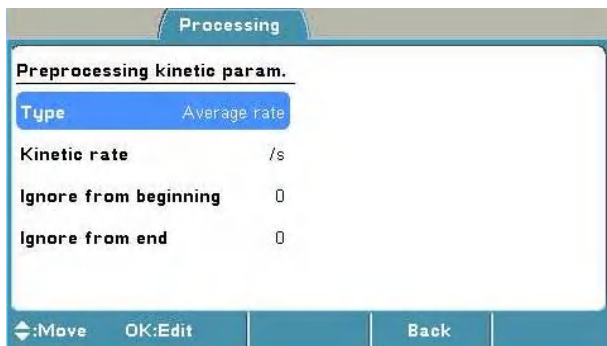 Processing
Preprocessing kinetic param.
Type Average rate
Kinetic rate /s
Ignore from beginning 0
Ignore from end 0
:Move OK:Edit Back